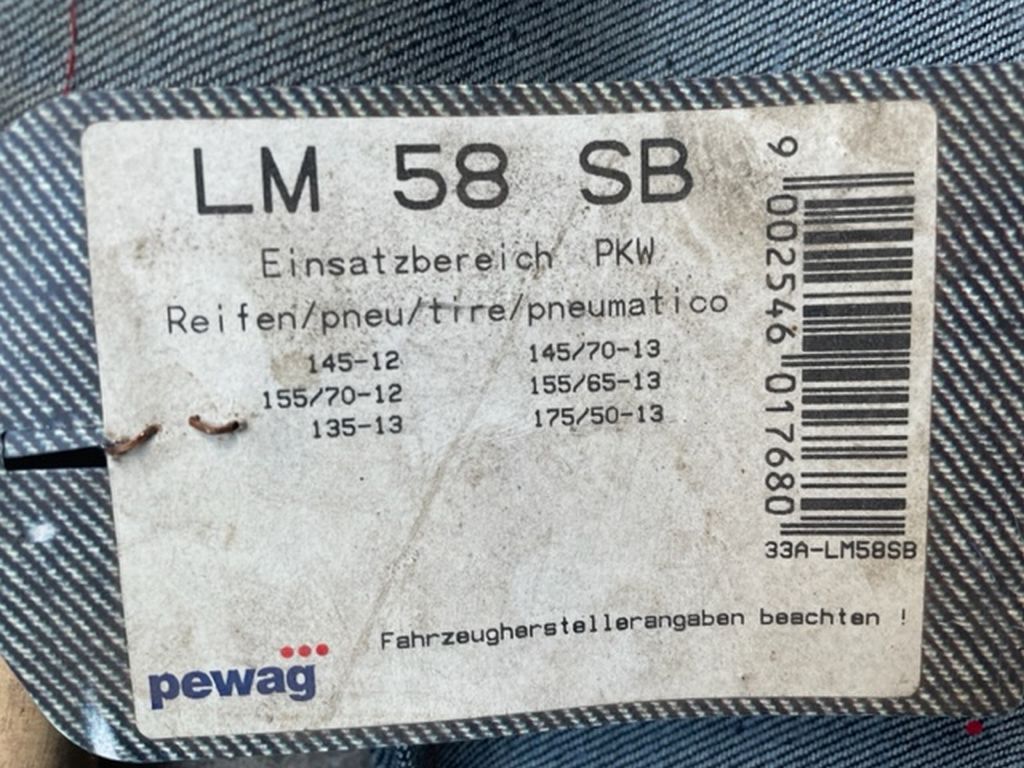 LM 58 SB
Einsatzbereich PKW
Reifen/pneu/tire/pneumatico
145-12 145/70-13
155/70-12 155/65-13
135-13 175/50-13
Fahrzeugherstellerangaben beachten !
pewag
9 002546 017680
33A-LM58SB